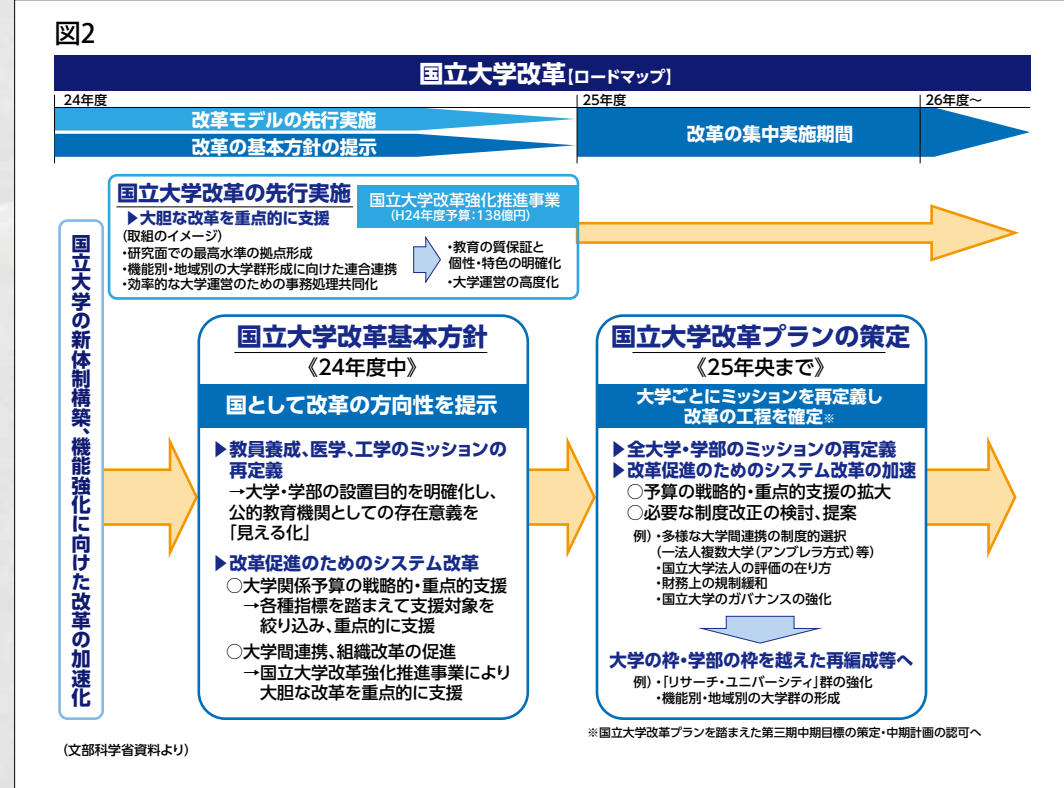 図2
国立大学改革【ロードマップ】
24年度
25年度
26年度～
改革モデルの先行実施
改革の基本方針の提示
改革の集中実施期間
国立大学の新体制構築、機能強化に向けた改革の加速化
国立大学改革の先行実施
▶大胆な改革を重点的に支援
(取組のイメージ)
・研究面での最高水準の拠点形成
・機能別・地域別の大学群形成に向けた連合連携
・効率的な大学運営のための事務処理共同化
国立大学改革強化推進事業
(H24年度予算：138億円)
・教育の質保証と
個性・特色の明確化
・大学運営の高度化
国立大学改革基本方針
《24年度中》
国として改革の方向性を提示
▶教員養成、医学、工学のミッションの
再定義
→大学・学部の設置目的を明確化し、
公的教育機関としての存在意義を
「見える化」
▶改革促進のためのシステム改革
○大学関係予算の戦略的・重点的支援
→各種指標を踏まえて支援対象を
絞り込み、重点的に支援
○大学間連携、組織改革の促進
→国立大学改革強化推進事業により
大胆な改革を重点的に支援
国立大学改革プランの策定
《25年央まで》
大学ごとにミッションを再定義し
改革の工程を確定※
▶全大学・学部のミッションの再定義
▶改革促進のためのシステム改革の加速
○予算の戦略的・重点的支援の拡大
○必要な制度改正の検討、提案
例)・多様な大学間連携の制度的選択
(一法人複数大学(アンブレラ方式)等)
・国立大学法人の評価の在り方
・財務上の規制緩和
・国立大学のガバナンスの強化
大学の枠・学部の枠を越えた再編成等へ
例)・「リサーチ・ユニバーシティ」群の強化
・機能別・地域別の大学群の形成
※国立大学改革プランを踏まえた第三期中期目標の策定・中期計画の認可へ
(文部科学省資料より)